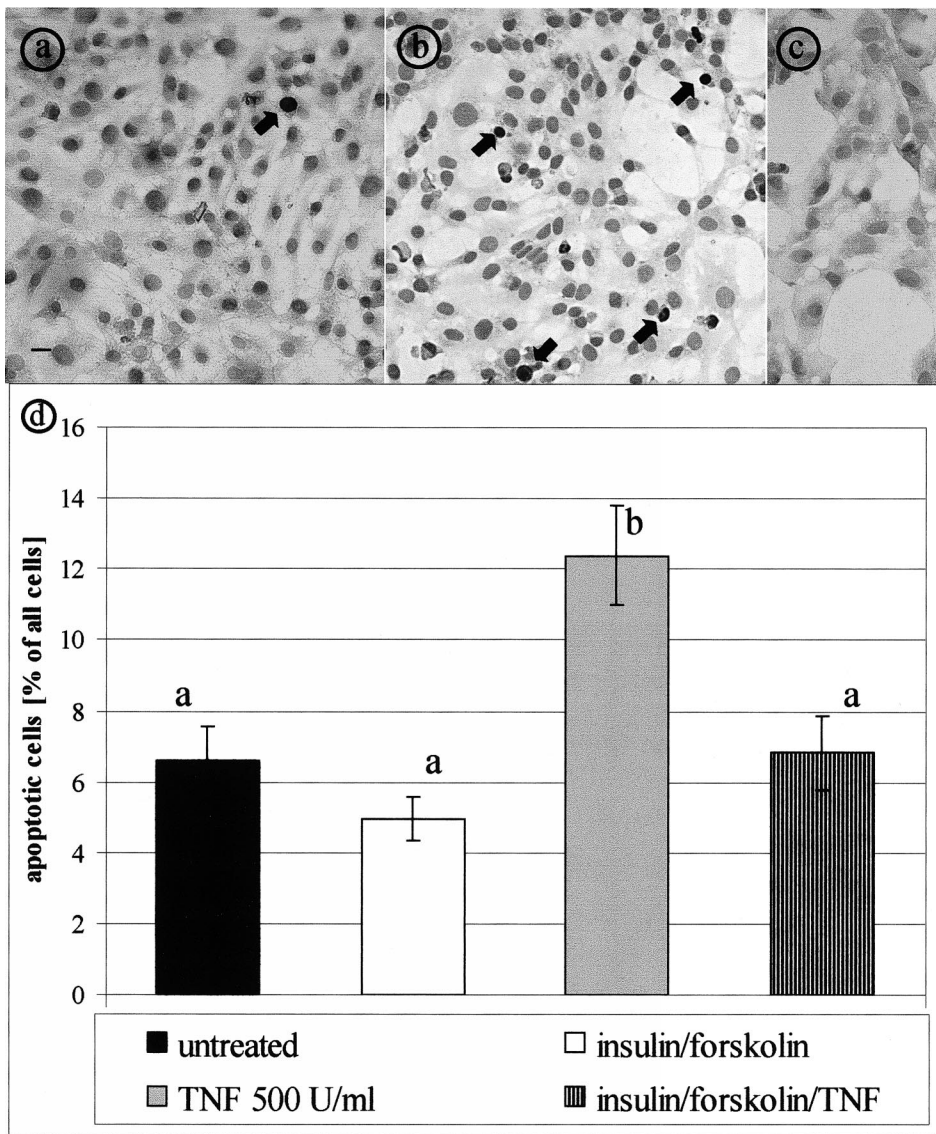 a
b
c
d
16
14
12
10
8
6
4
2
0
apoptotic cells [% of all cells]
a
a
b
a
untreated
insulin/forskolin
TNF 500 U/ml
insulin/forskolin/TNF